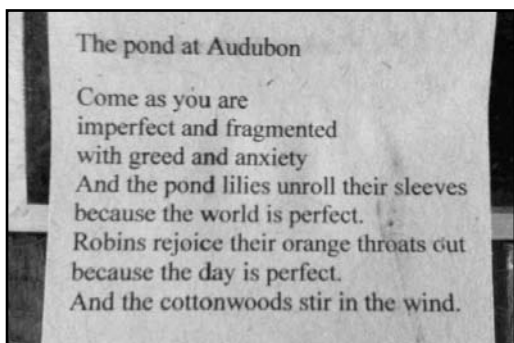 The pond at Audubon
Come as you are
imperfect and fragmented
with greed and anxiety
And the pond lilies unroll their sleeves
because the world is perfect.
Robins rejoice their orange throats out
because the day is perfect.
And the cottonwoods stir in the wind.